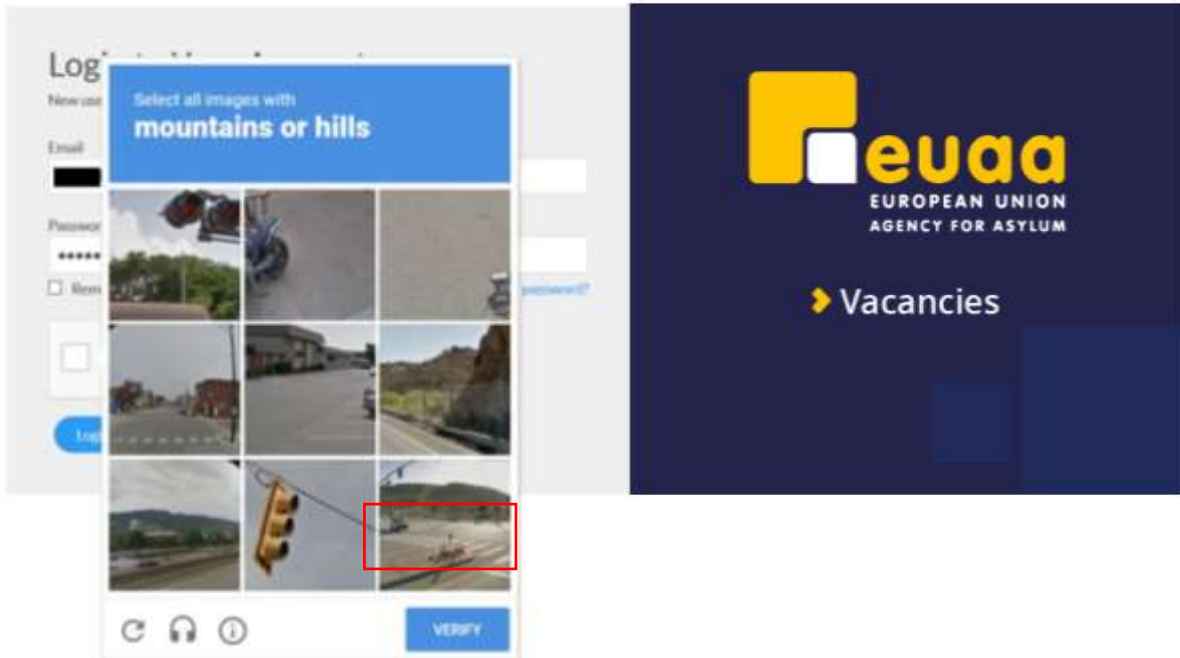 Log
New use
Email
Passwor
Rem
password?
Logi
Select all images with
mountains or hills
VERIFY
euaa
EUROPEAN UNION
AGENCY FOR ASYLUM
Vacancies